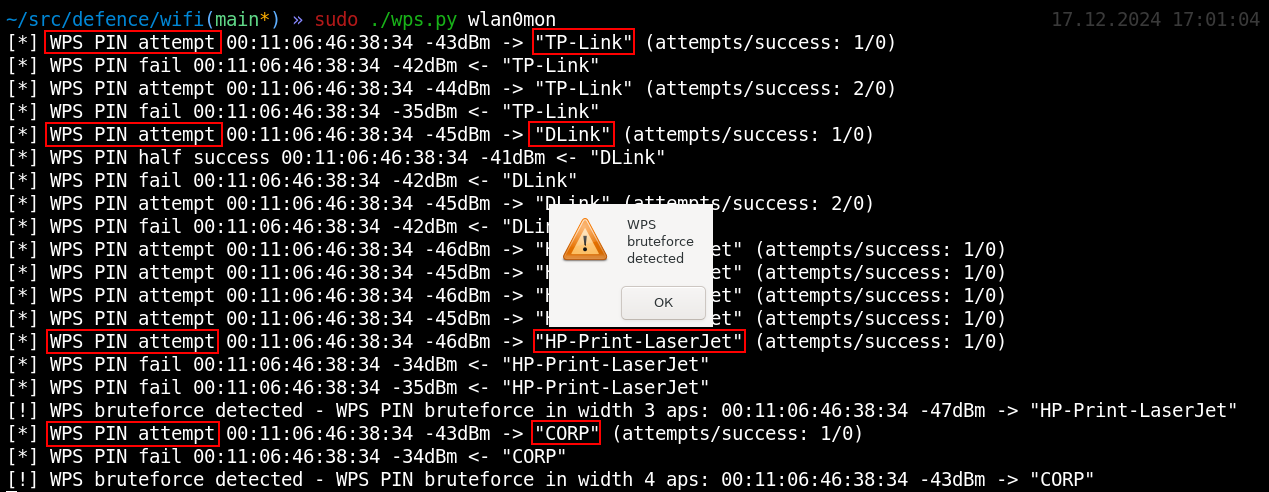 ~/src/defence/wifi(main*) » sudo ./wps.py wlan0mon 17.12.2024 17:01:04
[*] WPS PIN attempt 00:11:06:46:38:34 -43dBm -> "TP-Link" (attempts/success: 1/0)
[*] WPS PIN fail 00:11:06:46:38:34 -42dBm <- "TP-Link"
[*] WPS PIN attempt 00:11:06:46:38:34 -44dBm -> "TP-Link" (attempts/success: 2/0)
[*] WPS PIN fail 00:11:06:46:38:34 -35dBm <- "TP-Link"
[*] WPS PIN attempt 00:11:06:46:38:34 -45dBm -> "DLink" (attempts/success: 1/0)
[*] WPS PIN half success 00:11:06:46:38:34 -41dBm <- "DLink"
[*] WPS PIN fail 00:11:06:46:38:34 -42dBm <- "DLink"
[*] WPS PIN attempt 00:11:06:46:38:34 -45dBm -> "DLink" (attempts/success: 2/0)
[*] WPS PIN fail 00:11:06:46:38:34 -42dBm <- "DLi
[*] WPS PIN attempt 00:11:06:46:38:34 -46dBm -> "H et" (attempts/success: 1/0)
[*] WPS PIN attempt 00:11:06:46:38:34 -45dBm -> "H et" (attempts/success: 1/0)
[*] WPS PIN attempt 00:11:06:46:38:34 -46dBm -> "H et" (attempts/success: 1/0)
[*] WPS PIN attempt 00:11:06:46:38:34 -45dBm -> "H et" (attempts/success: 1/0)
[*] WPS PIN attempt 00:11:06:46:38:34 -46dBm -> "HP-Print-LaserJet" (attempts/success: 1/0)
[*] WPS PIN fail 00:11:06:46:38:34 -34dBm <- "HP-Print-LaserJet"
[*] WPS PIN fail 00:11:06:46:38:34 -35dBm <- "HP-Print-LaserJet"
[!] WPS bruteforce detected - WPS PIN bruteforce in width 3 aps: 00:11:06:46:38:34 -47dBm -> "HP-Print-LaserJet"
[*] WPS PIN attempt 00:11:06:46:38:34 -43dBm -> "CORP" (attempts/success: 1/0)
[*] WPS PIN fail 00:11:06:46:38:34 -34dBm <- "CORP"
[!] WPS bruteforce detected - WPS PIN bruteforce in width 4 aps: 00:11:06:46:38:34 -43dBm -> "CORP"
WPS
bruteforce
detected
OK